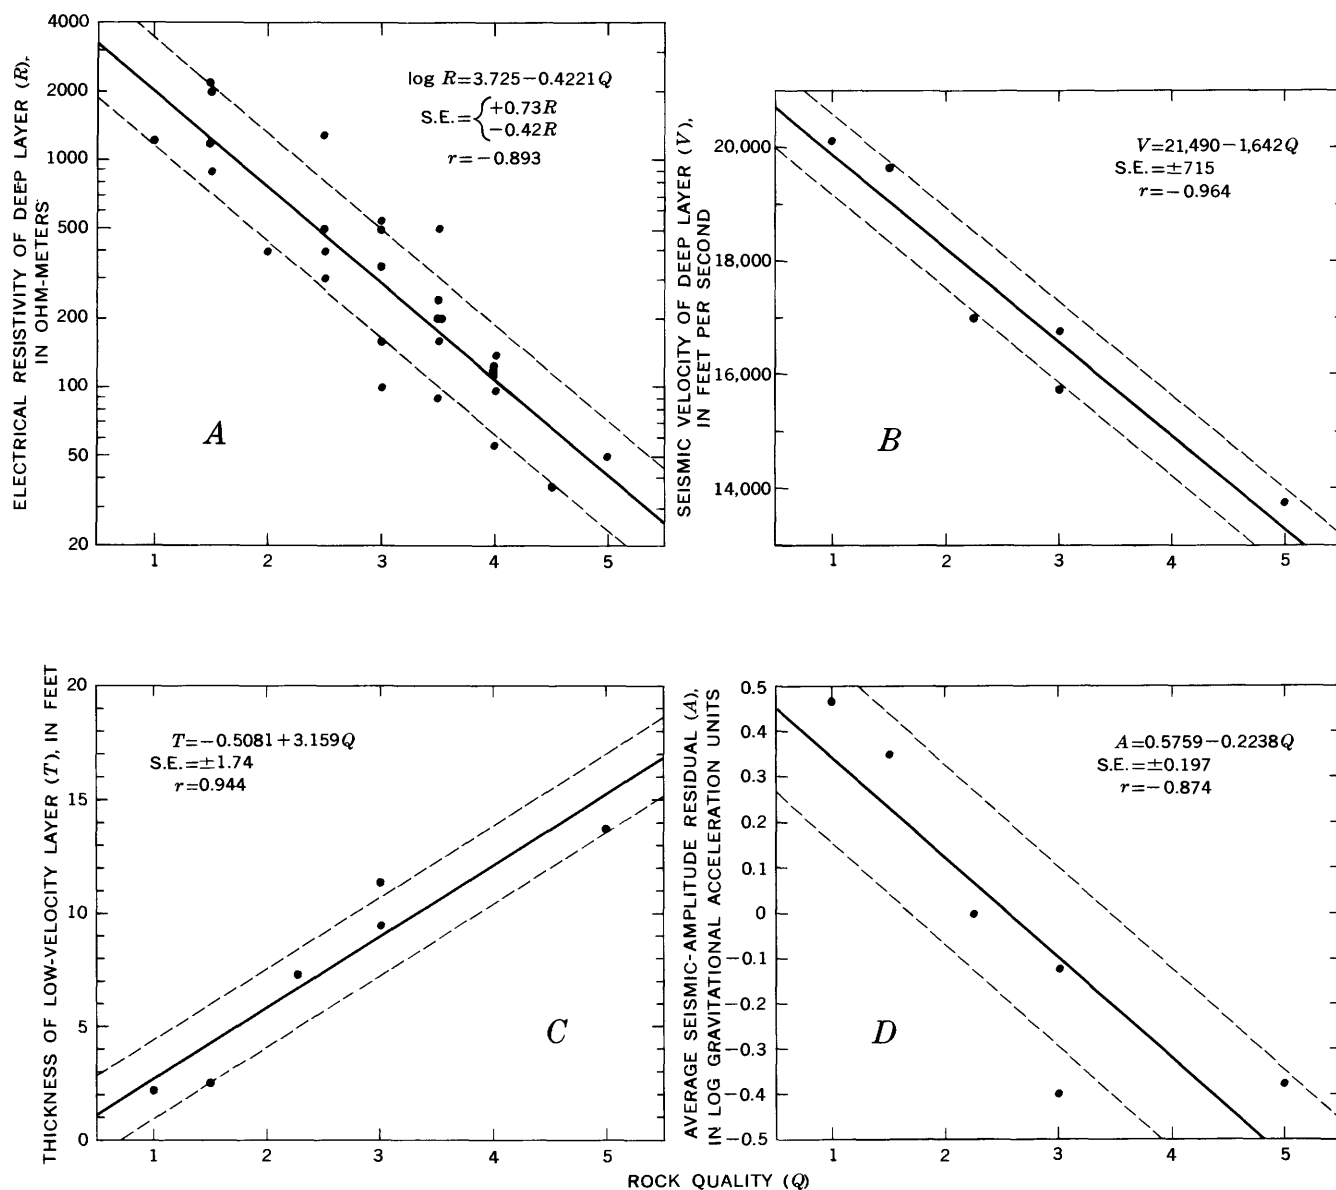 ELECTRICAL RESISTIVITY OF DEEP LAYER (R),
IN OHM-METERS
4000
2000
1000
500
200
100
50
20
log R=3.725−0.4221Q
S.E.={+0.73R
−0.42R
r=−0.893
A
1 2 3 4 5
SEISMIC VELOCITY OF DEEP LAYER (V),
IN FEET PER SECOND
20,000
18,000
16,000
14,000
V=21,490−1,642Q
S.E.=±715
r=−0.964
B
1 2 3 4 5
THICKNESS OF LOW-VELOCITY LAYER (T), IN FEET
20
15
10
5
0
T=−0.5081+3.159Q
S.E.=±1.74
r=0.944
C
1 2 3 4 5
AVERAGE SEISMIC-AMPLITUDE RESIDUAL (A),
IN LOG GRAVITATIONAL ACCELERATION UNITS
0.5
0.4
0.3
0.2
0.1
0
−0.1
−0.2
−0.3
−0.4
−0.5
A=0.5759−0.2238Q
S.E.=±0.197
r=−0.874
D
1 2 3 4 5
ROCK QUALITY (Q)